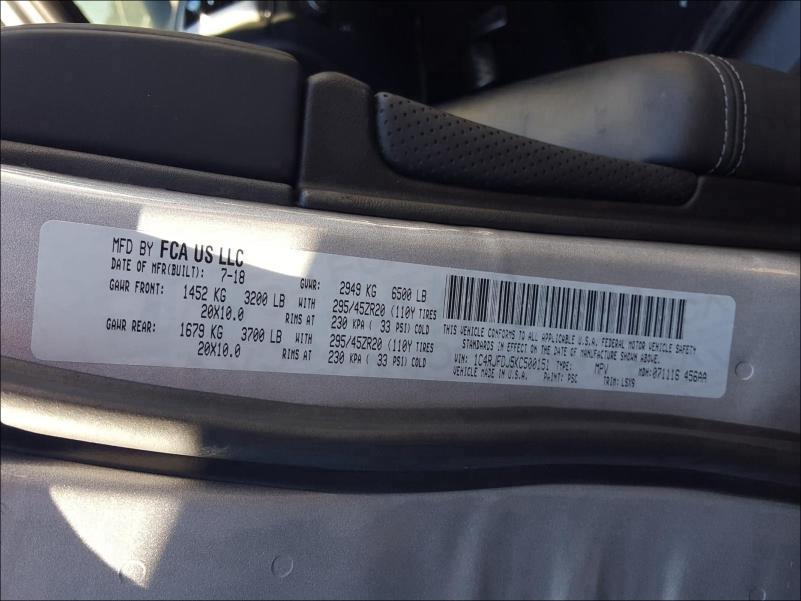 MFD BY FCA US LLC
DATE OF MFR(BUILT): 7-18 GVWR: 2949 KG 6500 LB
GAWR FRONT: 1452 KG 3200 LB WITH 295/45ZR20 (110Y TIRES
20X10.0 RIMS AT 230 KPA ( 33 PSI) COLD
GAWR REAR: 1679 KG 3700 LB WITH 295/45ZR20 (110Y TIRES
20X10.0 RIMS AT 230 KPA ( 33 PSI) COLD
THIS VEHICLE CONFORMS TO ALL APPLICABLE U.S.A. FEDERAL MOTOR VEHICLE SAFETY
STANDARDS IN EFFECT ON THE DATE OF MANUFACTURE SHOWN ABOVE.
VIN: 1C4RJFDJ5KC500151 TYPE: MPV MDH: 071116 456AA
VEHICLE MADE IN U.S.A. PAINT: PSC TRIM: LSX9